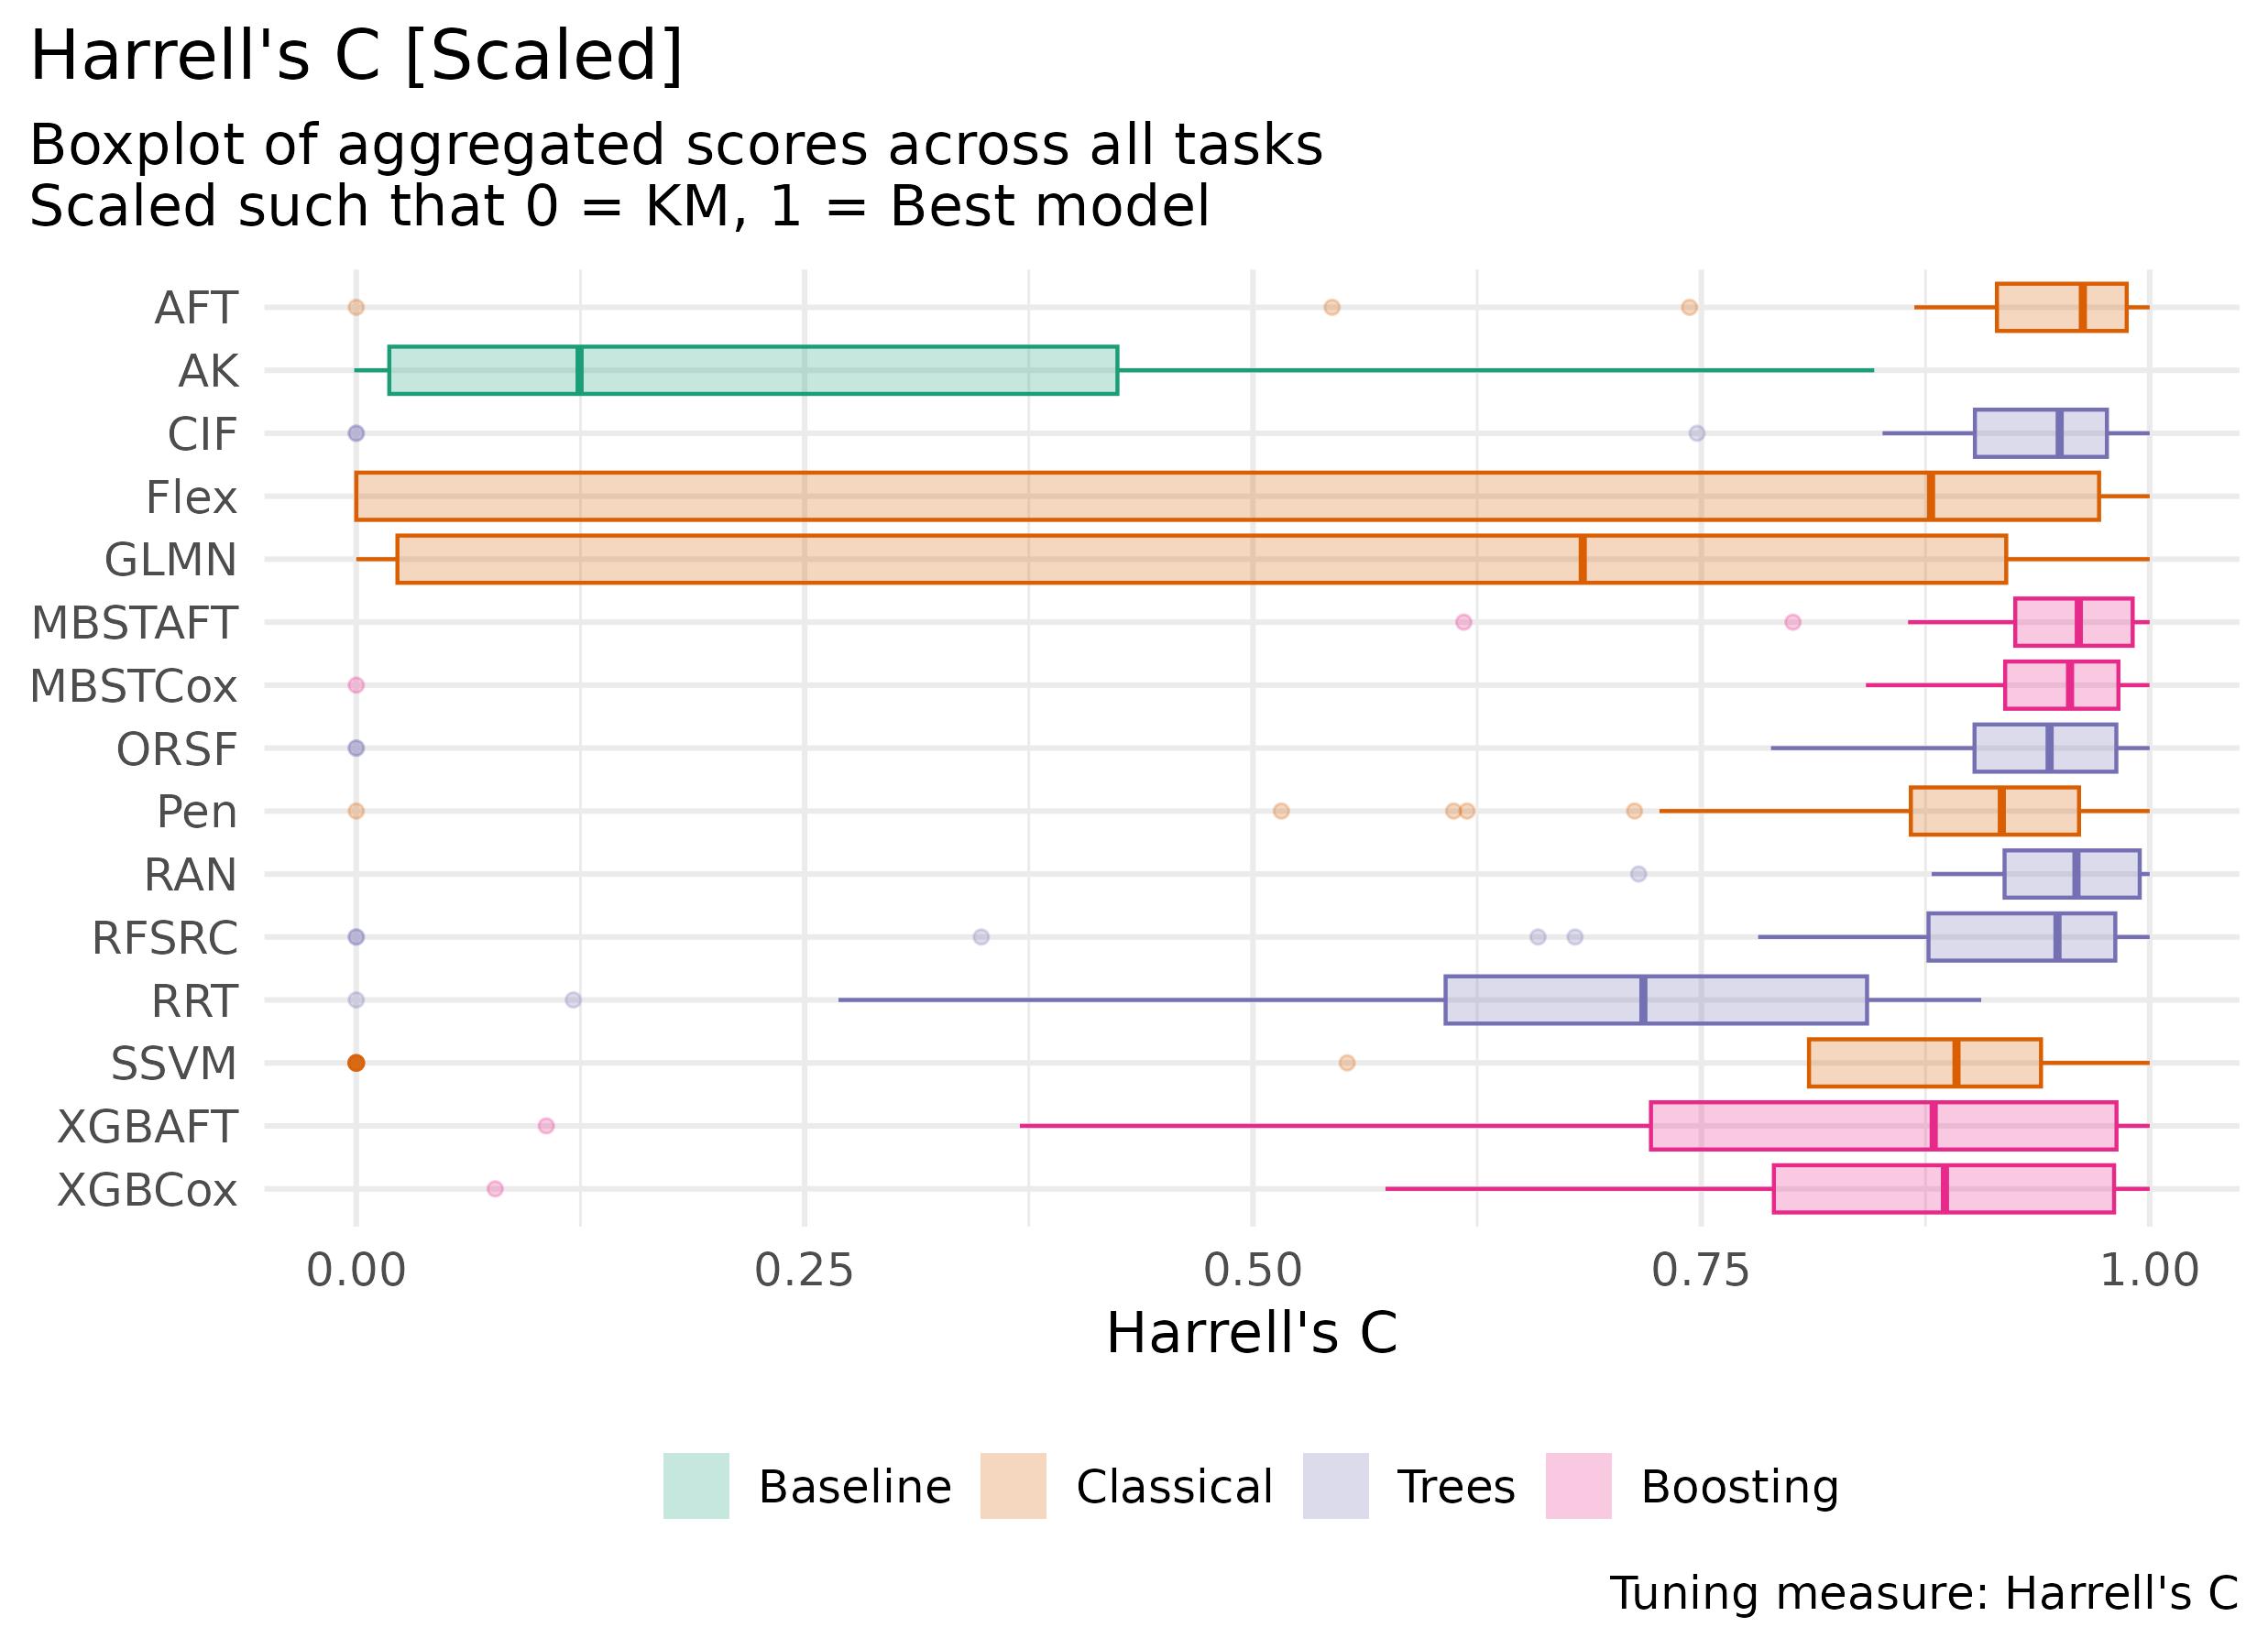 Harrell's C [Scaled]
Boxplot of aggregated scores across all tasks
Scaled such that 0 = KM, 1 = Best model
AFT
AK
CIF
Flex
GLMN
MBSTAFT
MBSTCox
ORSF
Pen
RAN
RFSRC
RRT
SSVM
XGBAFT
XGBCox
0.00 0.25 0.50 0.75 1.00
Harrell's C
Baseline Classical Trees Boosting
Tuning measure: Harrell's C